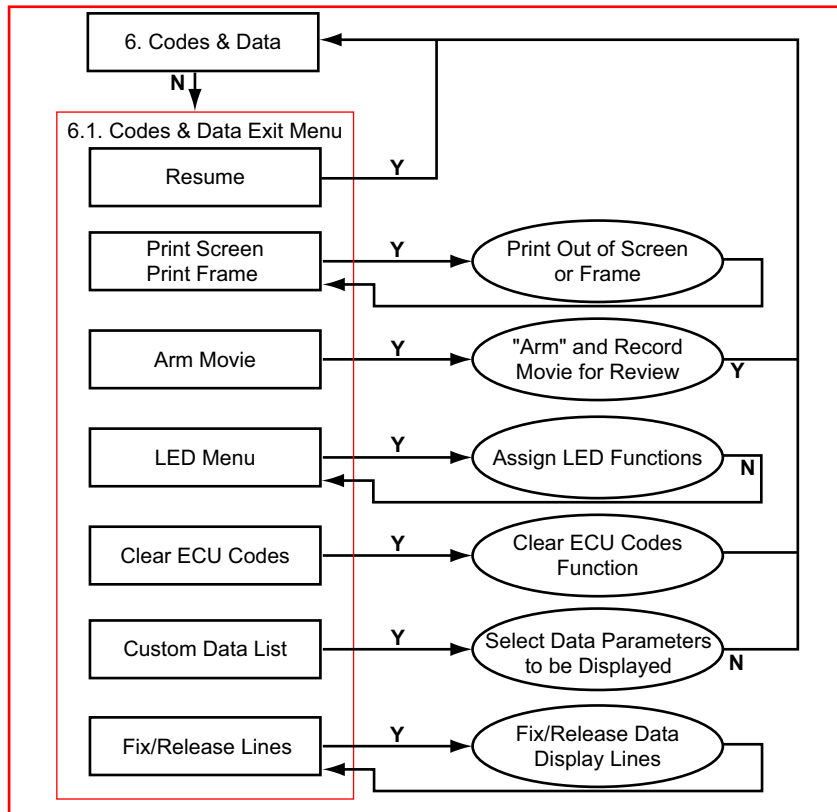 6. Codes & Data
N
6.1. Codes & Data Exit Menu
Resume
Y
Print Screen
Print Frame
Y
Print Out of Screen
or Frame
Arm Movie
Y
"Arm" and Record
Movie for Review
Y
LED Menu
Y
Assign LED Functions
N
Clear ECU Codes
Y
Clear ECU Codes
Function
Custom Data List
Y
Select Data Parameters
to be Displayed
N
Fix/Release Lines
Y
Fix/Release Data
Display Lines